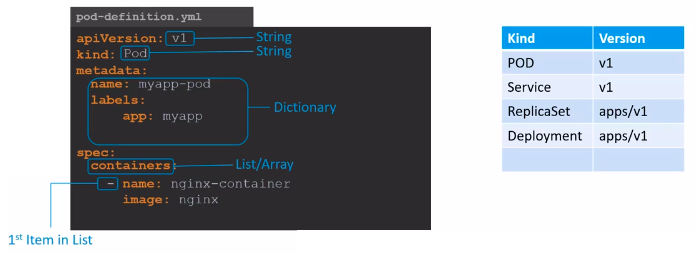 pod-definition.yml
apiVersion: v1 String
kind: Pod String
metadata:
name: myapp-pod
labels:
app: myapp
Dictionary
spec:
containers: List/Array
- name: nginx-container
image: nginx
1st Item in List
Kind Version
POD v1
Service v1
ReplicaSet apps/v1
Deployment apps/v1